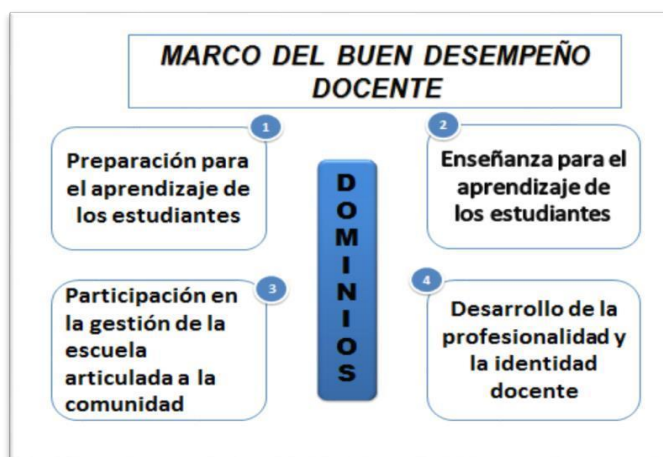 MARCO DEL BUEN DESEMPEÑO
DOCENTE
1
Preparación para
el aprendizaje de
los estudiantes
2
Enseñanza para el
aprendizaje de
los estudiantes
DOMINIOS
3
Participación en
la gestión de la
escuela
articulada a la
comunidad
4
Desarrollo de la
profesionalidad y
la identidad
docente